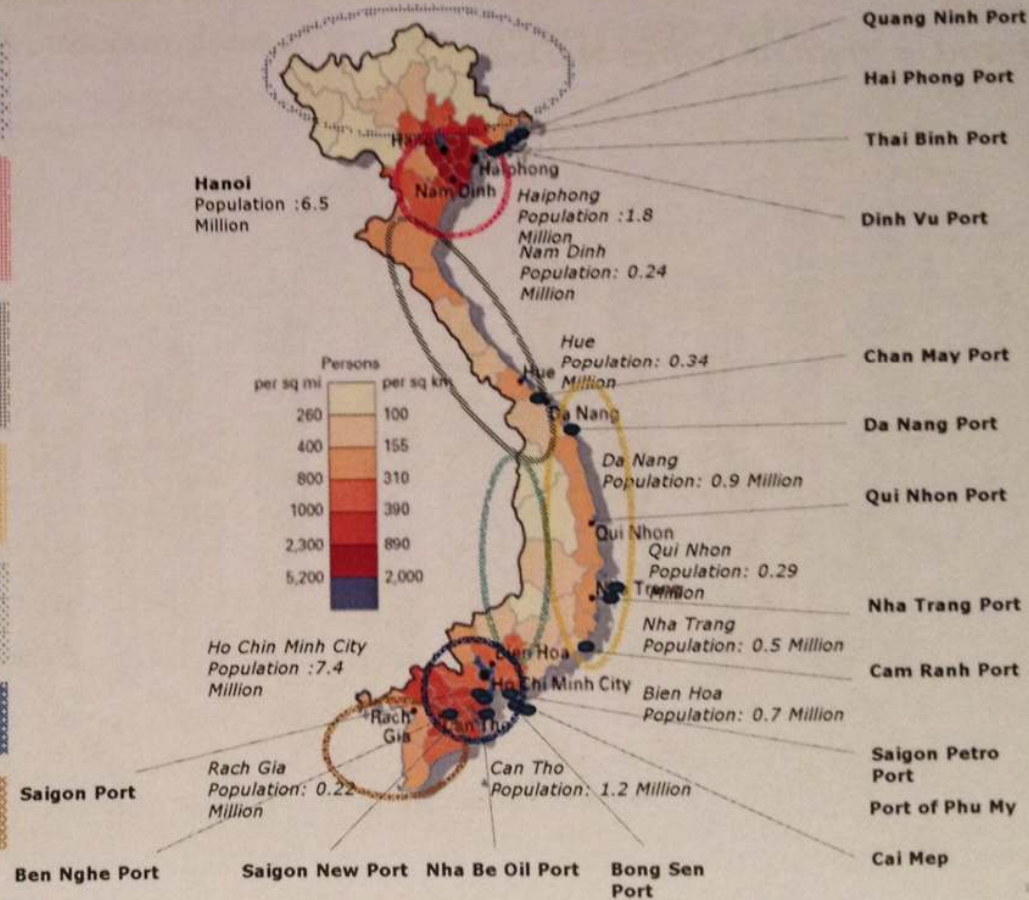 Quang Ninh Port
Hai Phong Port
Thai Binh Port
Dinh Vu Port
Haiphong
Nam Dinh
Hanoi
Population :6.5
Million
Haiphong
Population :1.8
Million
Nam Dinh
Population: 0.24
Million
Hue
Population: 0.34
Million
Hue
Chan May Port
Persons
per sq mi
per sq km
260
100
400
155
800
310
1000
390
2,300
890
5,200
2,000
Da Nang
Da Nang Port
Da Nang
Population: 0.9 Million
Qui Nhon Port
Qui Nhon
Qui Nhon
Population: 0.29
Million
Nha Trang
Nha Trang Port
Nha Trang
Population: 0.5 Million
Ho Chin Minh City
Population :7.4
Million
Bien Hoa
Cam Ranh Port
Ho Chi Minh City
Bien Hoa
Population: 0.7 Million
Rach
Gia
Can Tho
Saigon Petro
Port
Rach Gia
Population: 0.22
Million
Can Tho
Population: 1.2 Million
Saigon Port
Port of Phu My
Cai Mep
Ben Nghe Port
Saigon New Port
Nha Be Oil Port
Bong Sen
Port